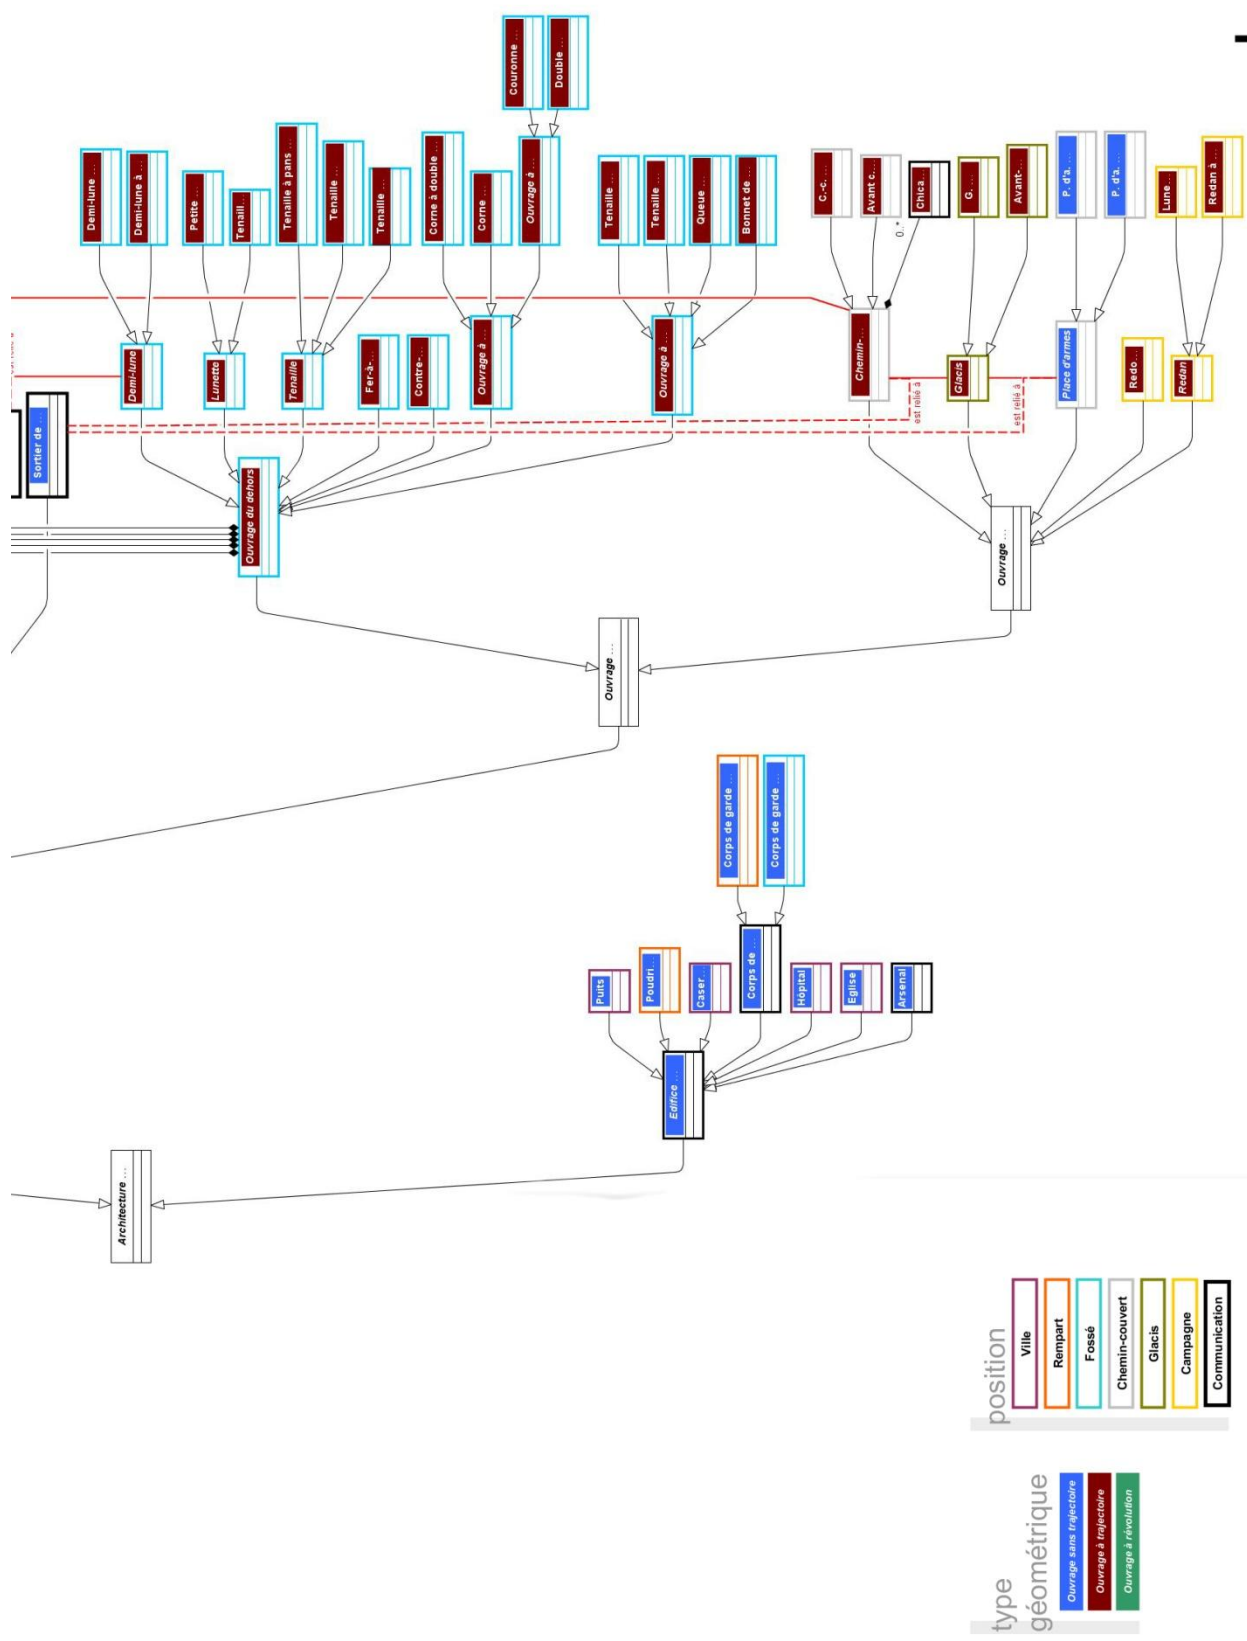 Couronne ...
Double ...
Demi-lune ...
Demi-lune à ...
Petite ...
Tenaill...
Tenaille à pans ...
Tenaille ...
Tenaille ...
Corne à double ...
Corne ...
Ouvrage à ...
Tenaille ...
Tenaille ...
Queue ...
Bonnet de ...
C.-c. ...
Avant c...
Chica...
0..*
G. ...
Avant-...
P. d'a. ...
P. d'a. ...
Lune...
Redan à ...
Demi-lune
Lunette
Tenaille
Fer-à-...
Contre-...
Ouvrage à ...
Ouvrage à ...
Chemin-...
est relié à
Glacis
est relié à
Place d'armes
Redo...
Redan
Sortier de ...
Ouvrage du dehors
Ouvrage ...
Ouvrage ...
Corps de garde ...
Corps de garde ...
Puits
Poudri...
Caser...
Corps de ...
Hôpital
Eglise
Arsenal
Edifice ...
Architecture ...
position
Ville
Rempart
Fossé
Chemin-couvert
Glacis
Campagne
Communication
type
géométrique
Ouvrage sans trajectoire
Ouvrage à trajectoire
Ouvrage à révolution